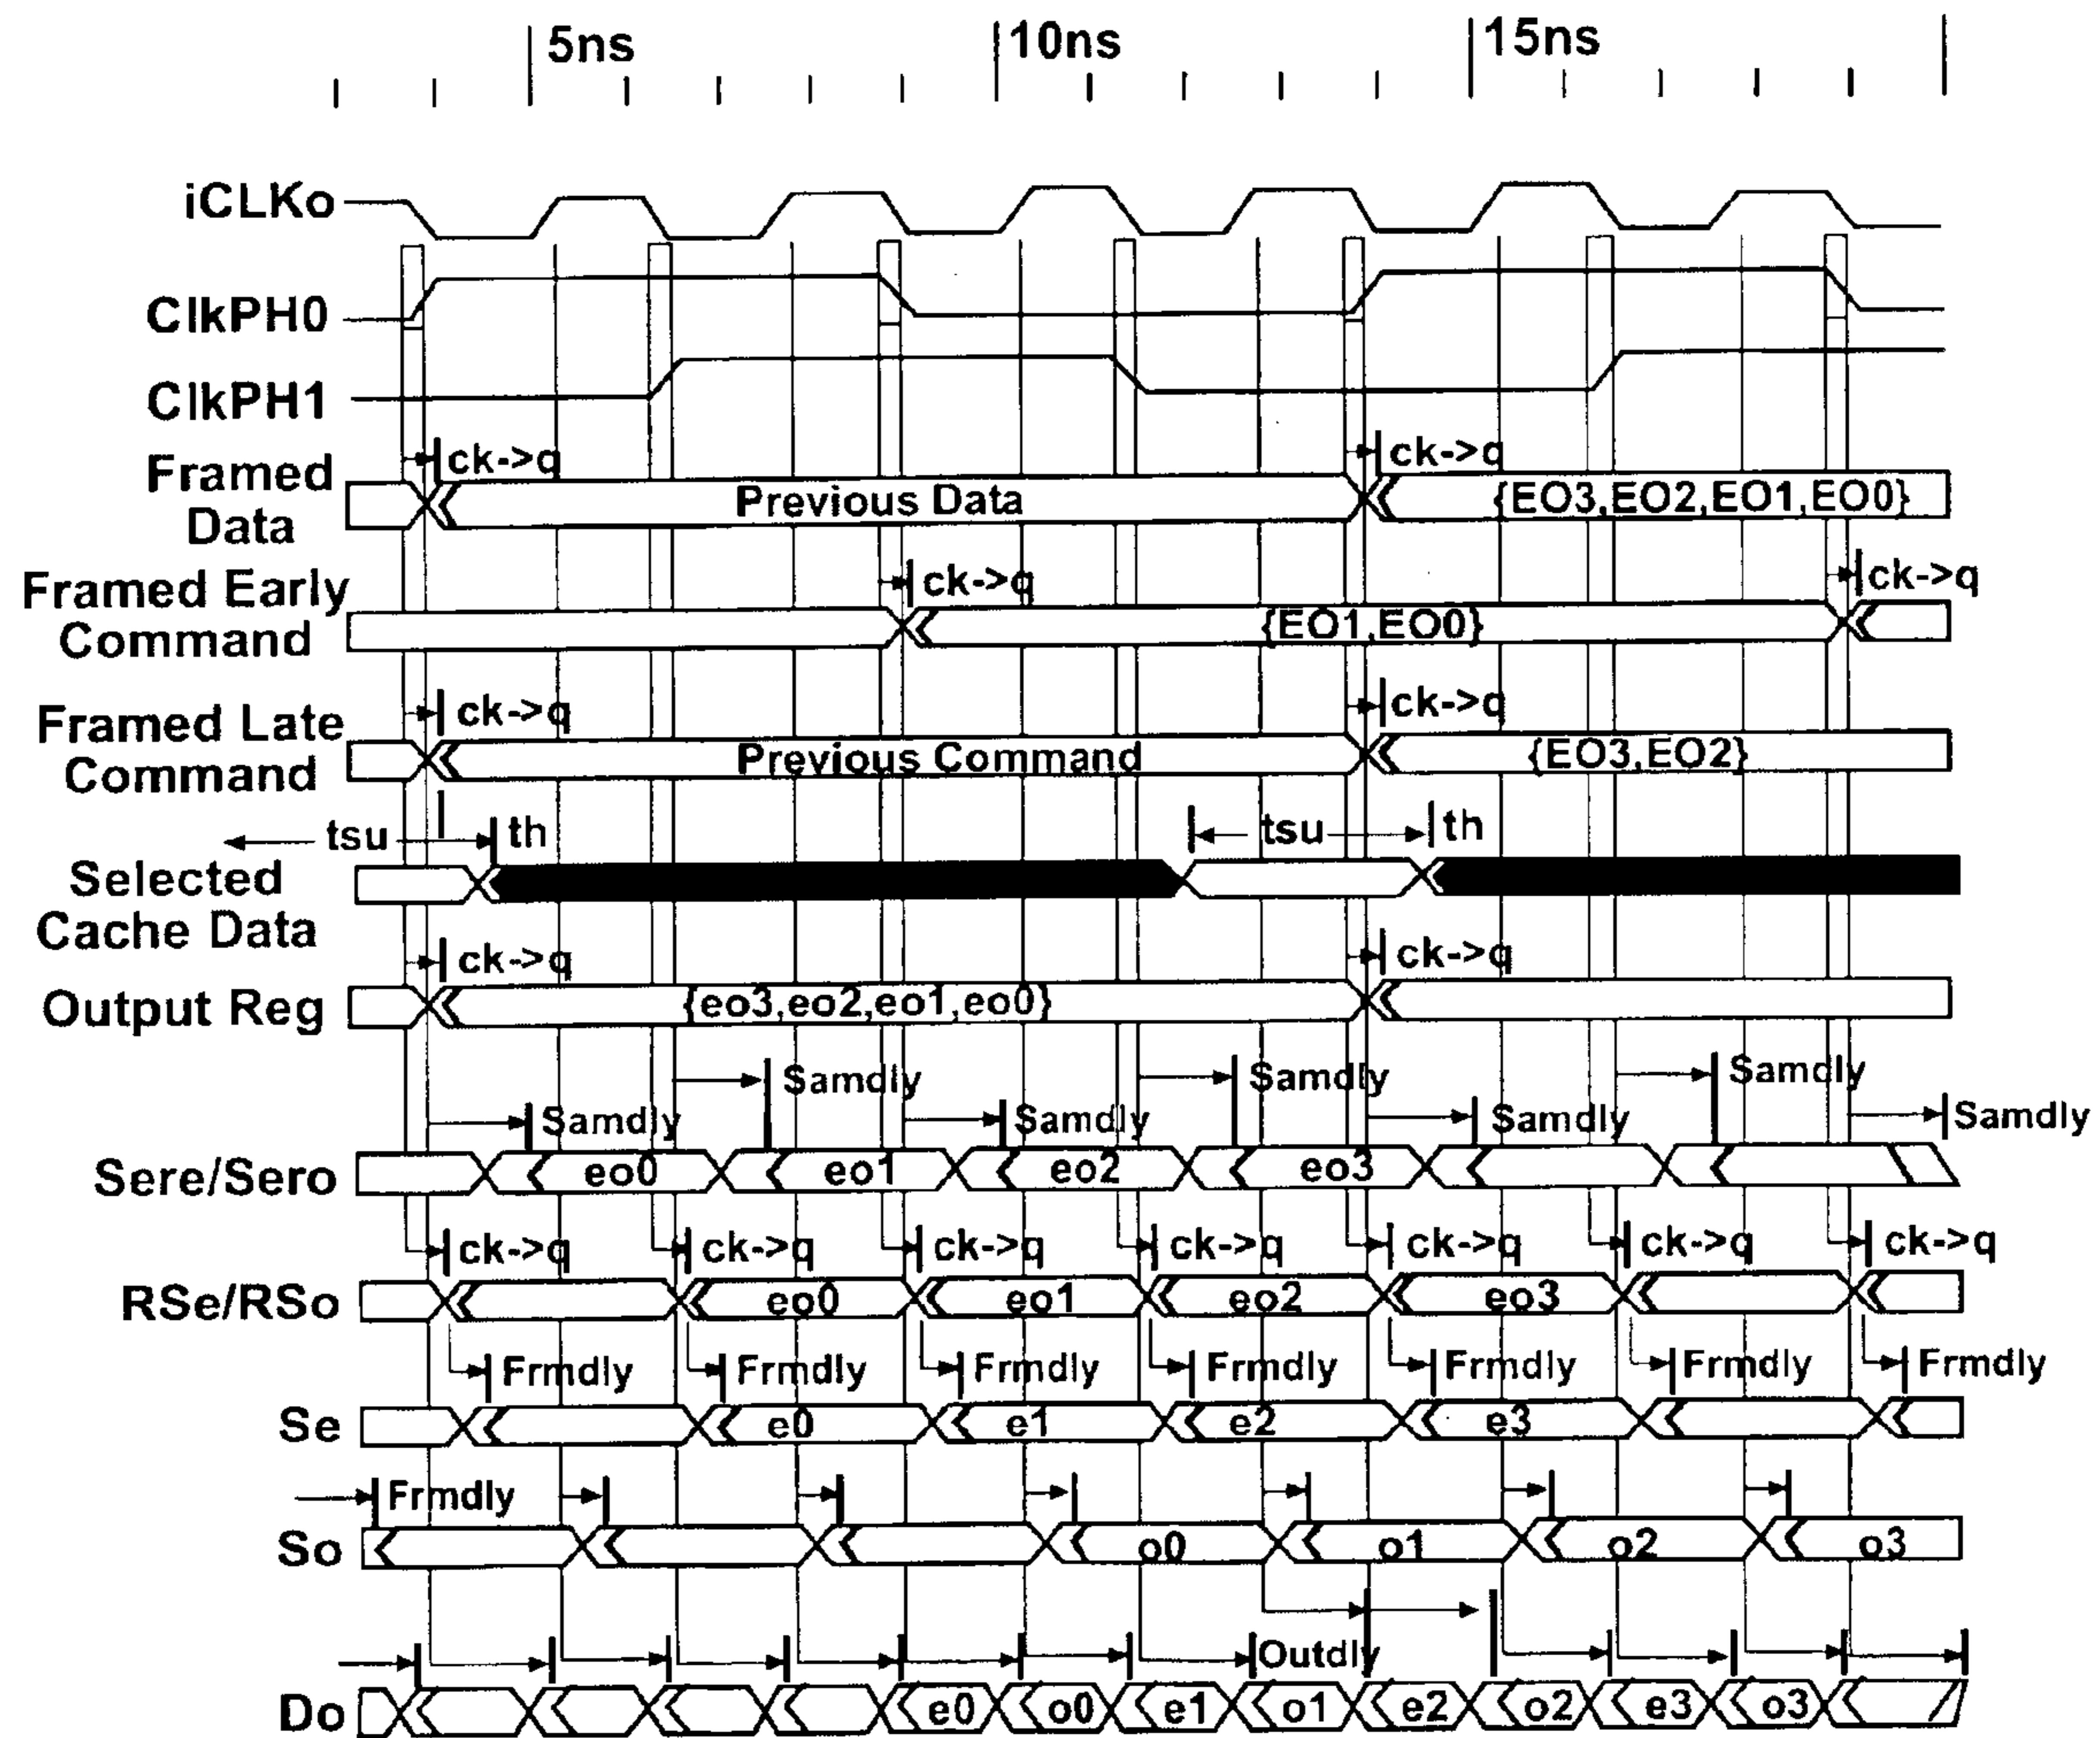 5ns 10ns 15ns
iCLKo
ClkPH0
ClkPH1
ck->q ck->q
Framed Data Previous Data {EO3,EO2,EO1,EO0}
ck->q ck->q
Framed Early Command {EO1,EO0}
ck->q ck->q
Framed Late Command Previous Command {EO3,EO2}
tsu th tsu th
Selected Cache Data
ck->q ck->q
Output Reg {eo3,eo2,eo1,eo0}
Samdly Samdly Samdly
Samdly Samdly Samdly Samdly
Sere/Sero eo0 eo1 eo2 eo3
ck->q ck->q ck->q ck->q ck->q ck->q ck->q
RSe/RSo eo0 eo1 eo2 eo3
Frmdly Frmdly Frmdly Frmdly Frmdly Frmdly Frmdly
Se e0 e1 e2 e3
Frmdly
So o0 o1 o2 o3
Outdly
Do e0 o0 e1 o1 e2 o2 e3 o3